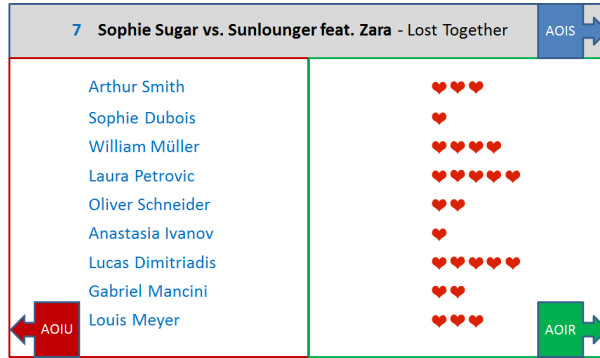 7 Sophie Sugar vs. Sunlounger feat. Zara - Lost Together AOIS
Arthur Smith
Sophie Dubois
William Müller
Laura Petrovic
Oliver Schneider
Anastasia Ivanov
Lucas Dimitriadis
Gabriel Mancini
Louis Meyer
AOIU
AOIR